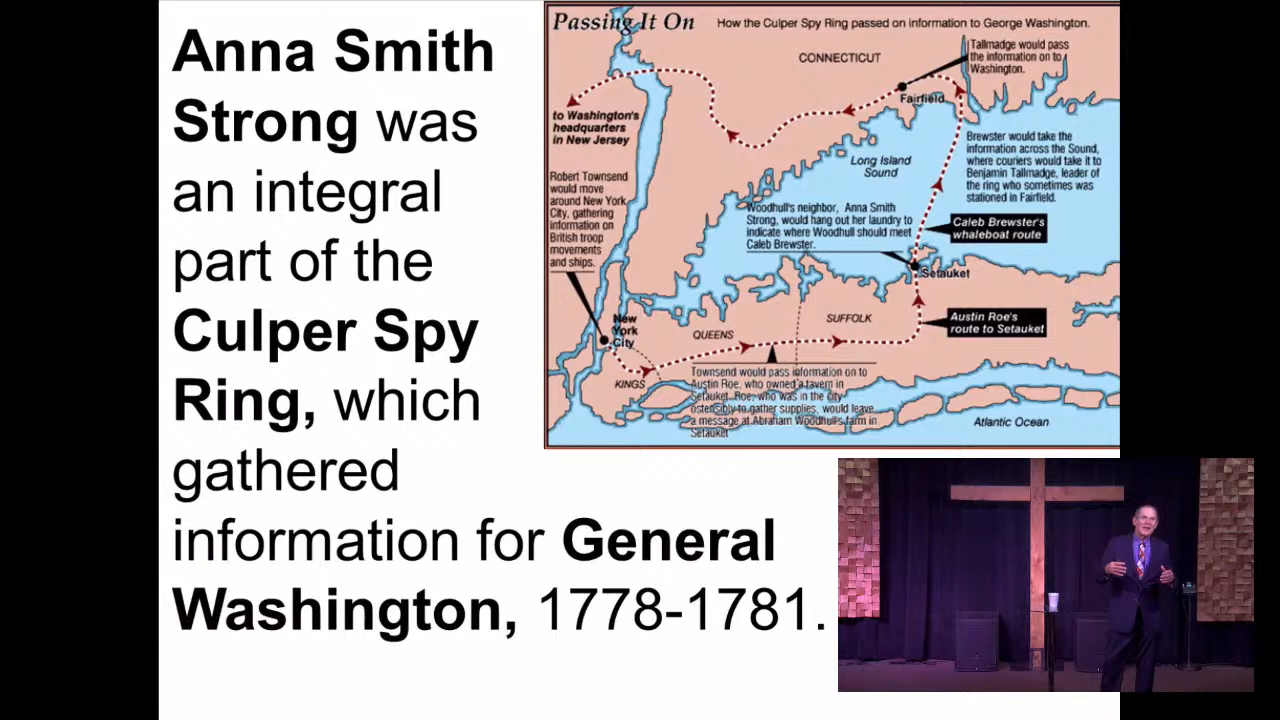 Anna Smith
Strong was
an integral
part of the
Culper Spy
Ring, which
gathered
information for General
Washington, 1778-1781.
Passing It On
How the Culper Spy Ring passed on information to George Washington.
CONNECTICUT
Tallmadge would pass
the information on to
Washington.
Fairfield
to Washington's
headquarters
in New Jersey
Long Island
Sound
Brewster would take the
information across the Sound,
where couriers would take it to
Benjamin Tallmadge, leader of
the ring who sometimes was
stationed in Fairfield.
Robert Townsend
would move
around New York
City, gathering
information on
British troop
movements
and ships.
Woodhull's neighbor, Anna Smith
Strong, would hang out her laundry to
indicate where Woodhull should meet
Caleb Brewster.
Caleb Brewster's
whaleboat route
Setauket
New
York
City
QUEENS
SUFFOLK
Austin Roe's
route to Setauket
KINGS
Townsend would pass information on to
Austin Roe, who owned a tavern in
Setauket. Roe, who was in the city
ostensibly to gather supplies, would leave
a message at Abraham Woodhull's farm in
Setauket
Atlantic Ocean